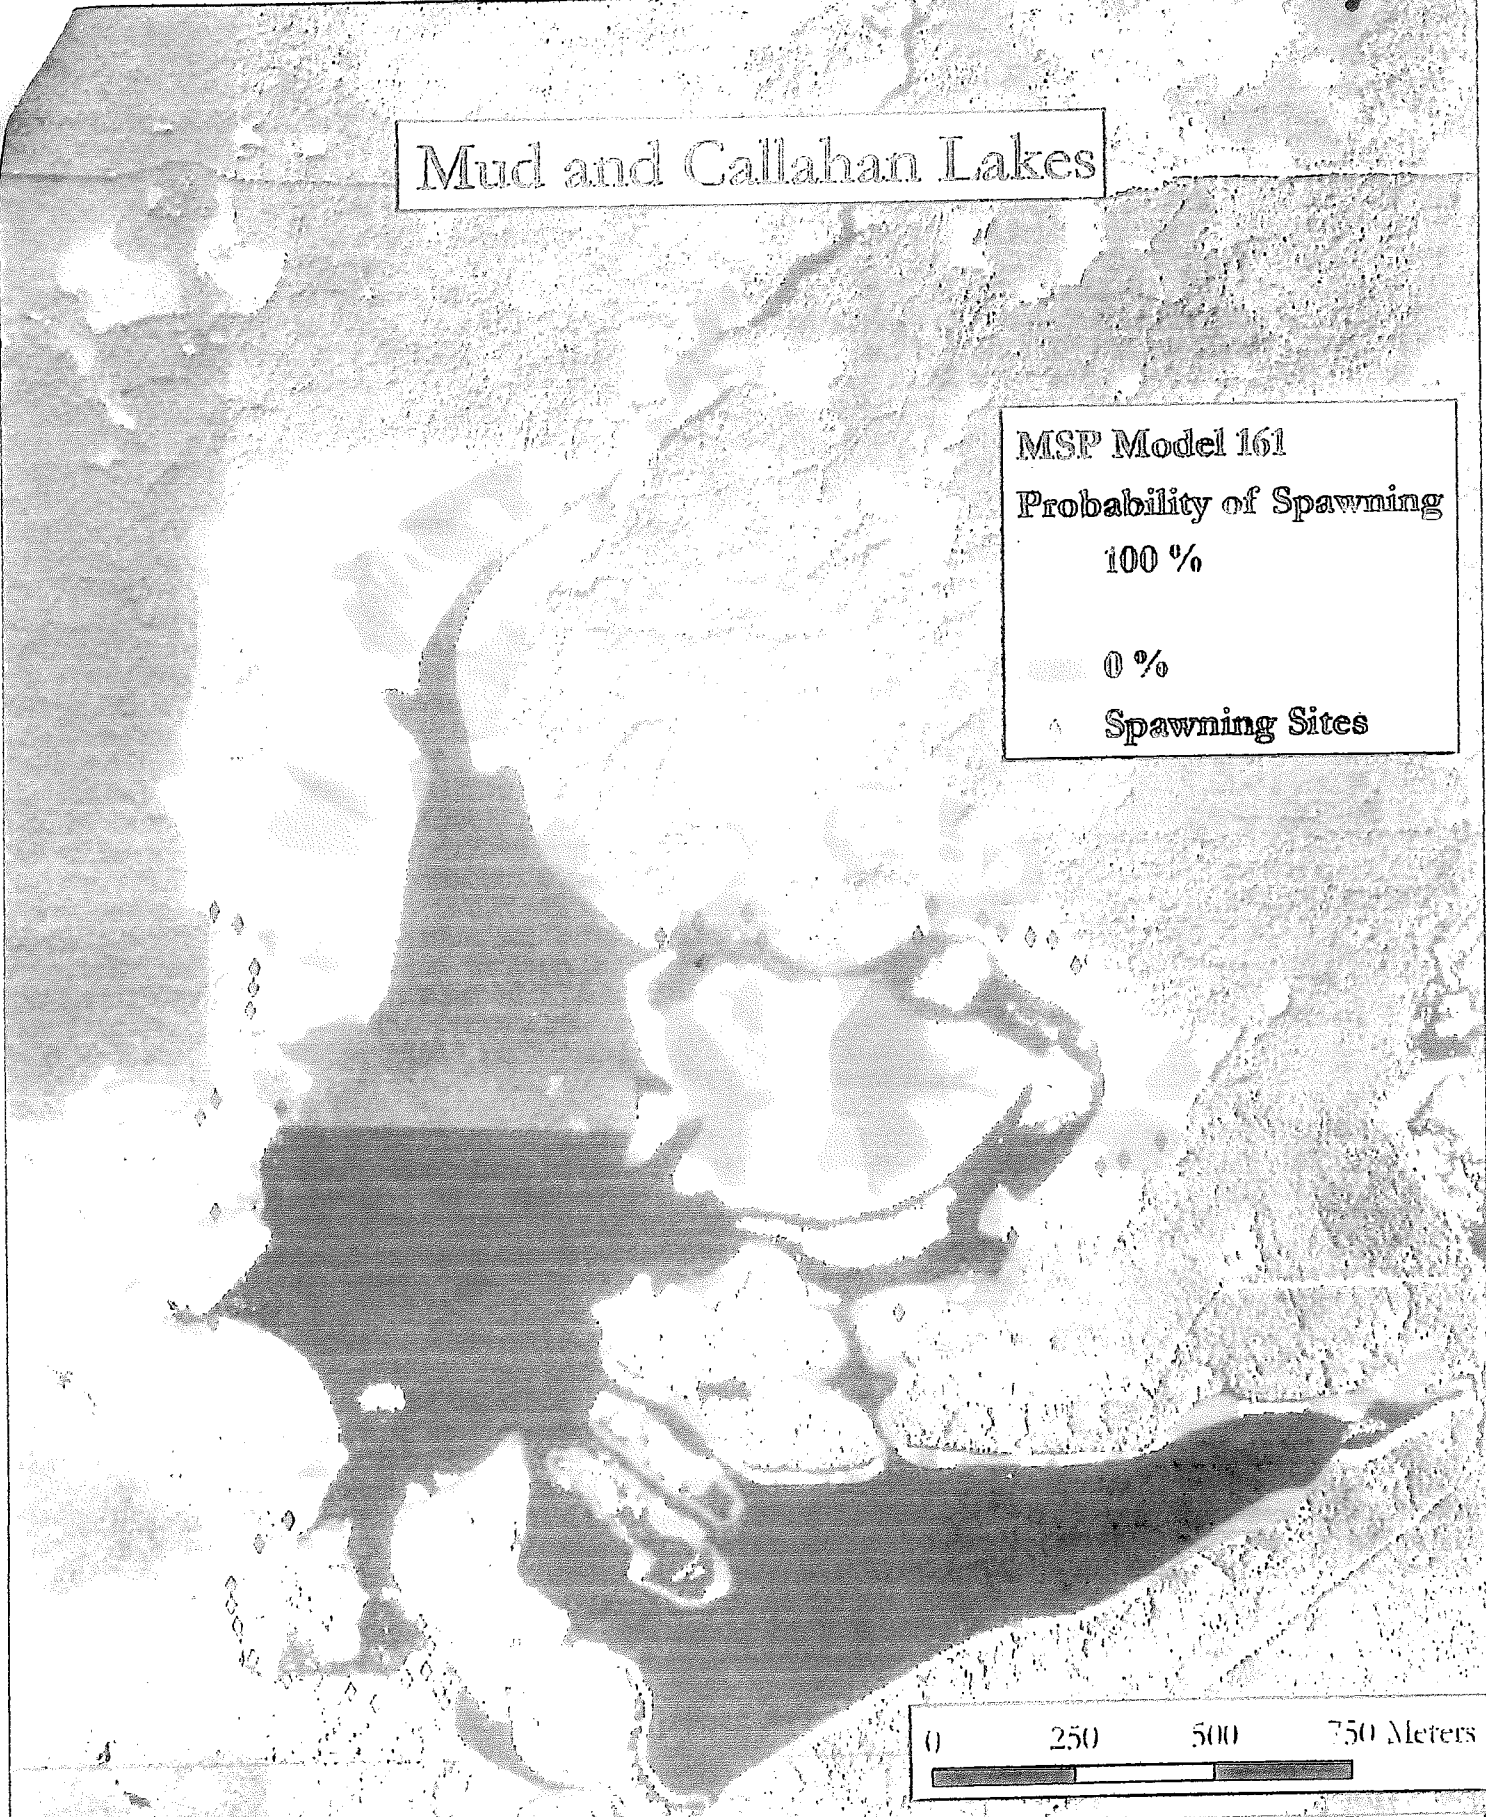 Mud and Callahan Lakes
MSP Model 161
Probability of Spawning
100 %
0 %
Spawning Sites
0 250 500 750 Meters